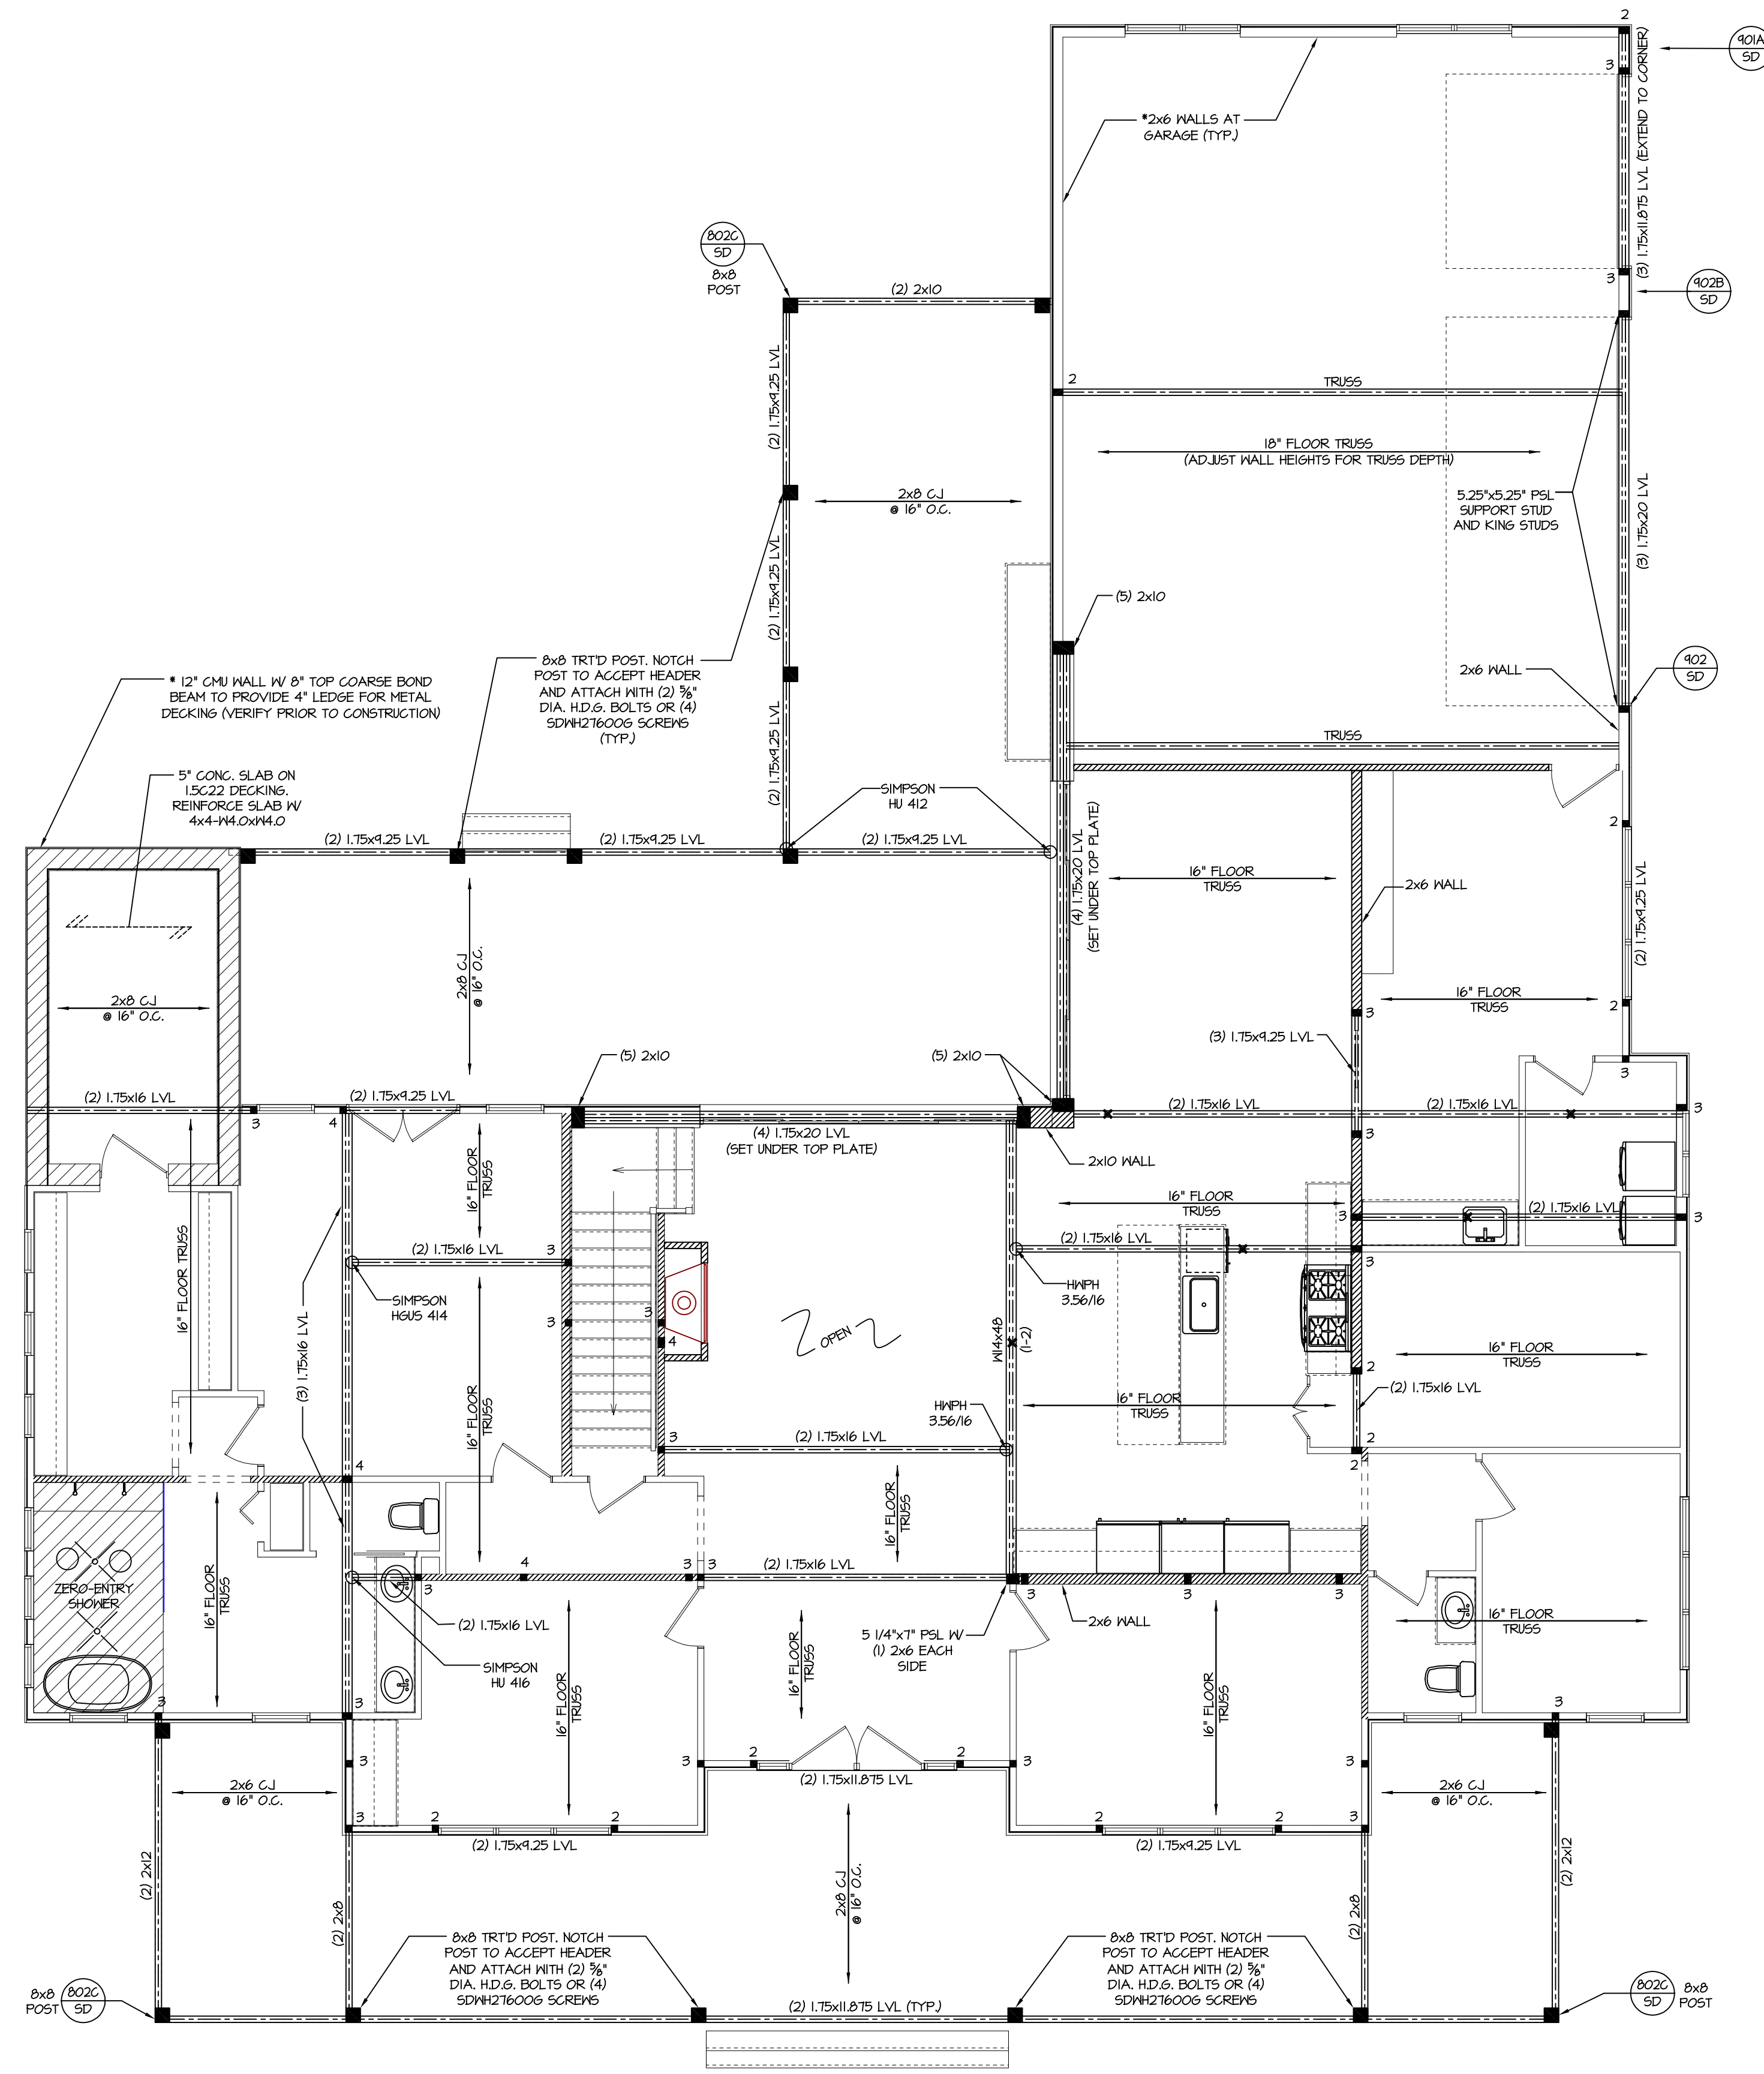 2
901A
SD
(3) 1.75x11.875 LVL (EXTEND TO CORNER)
3
*2x6 WALLS AT
GARAGE (TYP.)
802C
SD
8x8
POST
(2) 2x10
3
902B
SD
(2) 1.75x9.25 LVL
2
TRUSS
18" FLOOR TRUSS
(ADJUST WALL HEIGHTS FOR TRUSS DEPTH)
2x8 CJ
@ 16" O.C.
5.25"x5.25" PSL
SUPPORT STUD
AND KING STUDS
(3) 1.75x20 LVL
(2) 1.75x9.25 LVL
(5) 2x10
8x8 TRT'D POST. NOTCH
POST TO ACCEPT HEADER
AND ATTACH WITH (2) 5/8"
DIA. H.D.G. BOLTS OR (4)
SDWH27600G SCREWS
(TYP.)
902
SD
2x6 WALL
* 12" CMU WALL W/ 8" TOP COARSE BOND
BEAM TO PROVIDE 4" LEDGE FOR METAL
DECKING (VERIFY PRIOR TO CONSTRUCTION)
(2) 1.75x9.25 LVL
TRUSS
5" CONC. SLAB ON
1.5C22 DECKING.
REINFORCE SLAB W/
4x4-W4.0xW4.0
SIMPSON
HU 412
2
(2) 1.75x9.25 LVL
(2) 1.75x9.25 LVL
(2) 1.75x9.25 LVL
(4) 1.75x20 LVL
(SET UNDER TOP PLATE)
16" FLOOR
TRUSS
2x6 WALL
(2) 1.75x9.25 LVL
2x8 CJ
@ 16" O.C.
2x8 CJ
@ 16" O.C.
16" FLOOR
TRUSS
2
3
(3) 1.75x9.25 LVL
(5) 2x10
(5) 2x10
3
(2) 1.75x16 LVL
(2) 1.75x9.25 LVL
(2) 1.75x16 LVL
(2) 1.75x16 LVL
3
3
4
(4) 1.75x20 LVL
(SET UNDER TOP PLATE)
3
2x10 WALL
16" FLOOR
TRUSS
16" FLOOR
TRUSS
(2) 1.75x16 LVL
3
3
(2) 1.75x16 LVL
3
(2) 1.75x16 LVL
3
16" FLOOR TRUSS
SIMPSON
HGUS 414
HWPH
3.56/16
3
3
4
OPEN
W14x48
(1-2)
(3) 1.75x16 LVL
16" FLOOR
TRUSS
2
(2) 1.75x16 LVL
16" FLOOR
TRUSS
16" FLOOR
TRUSS
HWPH
3.56/16
3
(2) 1.75x16 LVL
2
2
4
16" FLOOR
TRUSS
16" FLOOR
TRUSS
4
3
3
(2) 1.75x16 LVL
3
ZERO-ENTRY
SHOWER
3
3
3
(2) 1.75x16 LVL
5 1/4"x7" PSL W/
(1) 2x6 EACH
SIDE
2x6 WALL
16" FLOOR
TRUSS
SIMPSON
HU 416
16" FLOOR
TRUSS
16" FLOOR
TRUSS
16" FLOOR
TRUSS
3
3
3
3
3
2
2
3
3
(2) 1.75x11.875 LVL
2x6 CJ
@ 16" O.C.
2x6 CJ
@ 16" O.C.
3
2
2
2
2
3
(2) 1.75x9.25 LVL
(2) 1.75x9.25 LVL
(2) 2x12
(2) 2x12
2x8 CJ
@ 16" O.C.
(2) 2x8
(2) 2x8
8x8 TRT'D POST. NOTCH
POST TO ACCEPT HEADER
AND ATTACH WITH (2) 5/8"
DIA. H.D.G. BOLTS OR (4)
SDWH27600G SCREWS
8x8 TRT'D POST. NOTCH
POST TO ACCEPT HEADER
AND ATTACH WITH (2) 5/8"
DIA. H.D.G. BOLTS OR (4)
SDWH27600G SCREWS
8x8
POST
802C
SD
(2) 1.75x11.875 LVL (TYP.)
802C
SD
8x8
POST